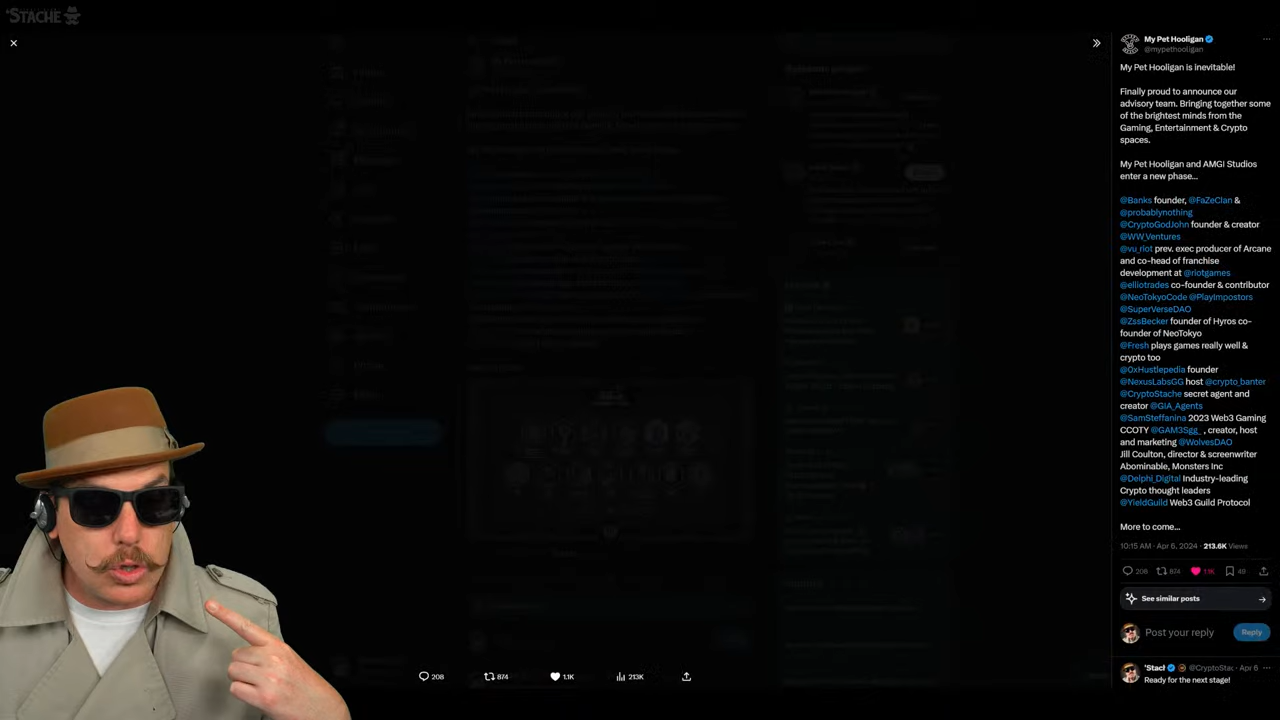 'STACHE
My Pet Hooligan
@mypethooligan
My Pet Hooligan is inevitable!
Finally proud to announce our
advisory team. Bringing together some
of the brightest minds from the
Gaming, Entertainment & Crypto
spaces.
My Pet Hooligan and AMGI Studios
enter a new phase...
@Banks founder, @FaZeClan &
@probablynothing
@CryptoGodJohn founder & creator
@WW_Ventures
@vu_riot prev. exec producer of Arcane
and co-head of franchise
development at @riotgames
@elliotrades co-founder & contributor
@NeoTokyoCode @PlayImpostors
@SuperVerseDAO
@ZssBecker founder of Hyros co-
founder of NeoTokyo
@Fresh plays games really well &
crypto too
@0xHustlepedia founder
@NexusLabsGG host @crypto_banter
@CryptoStache secret agent and
creator @GIA_Agents
@SamSteffanina 2023 Web3 Gaming
CCOTY @GAM3Sgg_ , creator, host
and marketing @WolvesDAO
Jill Coulton, director & screenwriter
Abominable, Monsters Inc
@Delphi_Digital Industry-leading
Crypto thought leaders
@YieldGuild Web3 Guild Protocol
More to come...
10:15 AM · Apr 6, 2024 · 213.6K Views
208 874 1.1K 49
See similar posts
Post your reply Reply
208 874 1.1K 213K
'Stach @CryptoStac · Apr 6
Ready for the next stage!